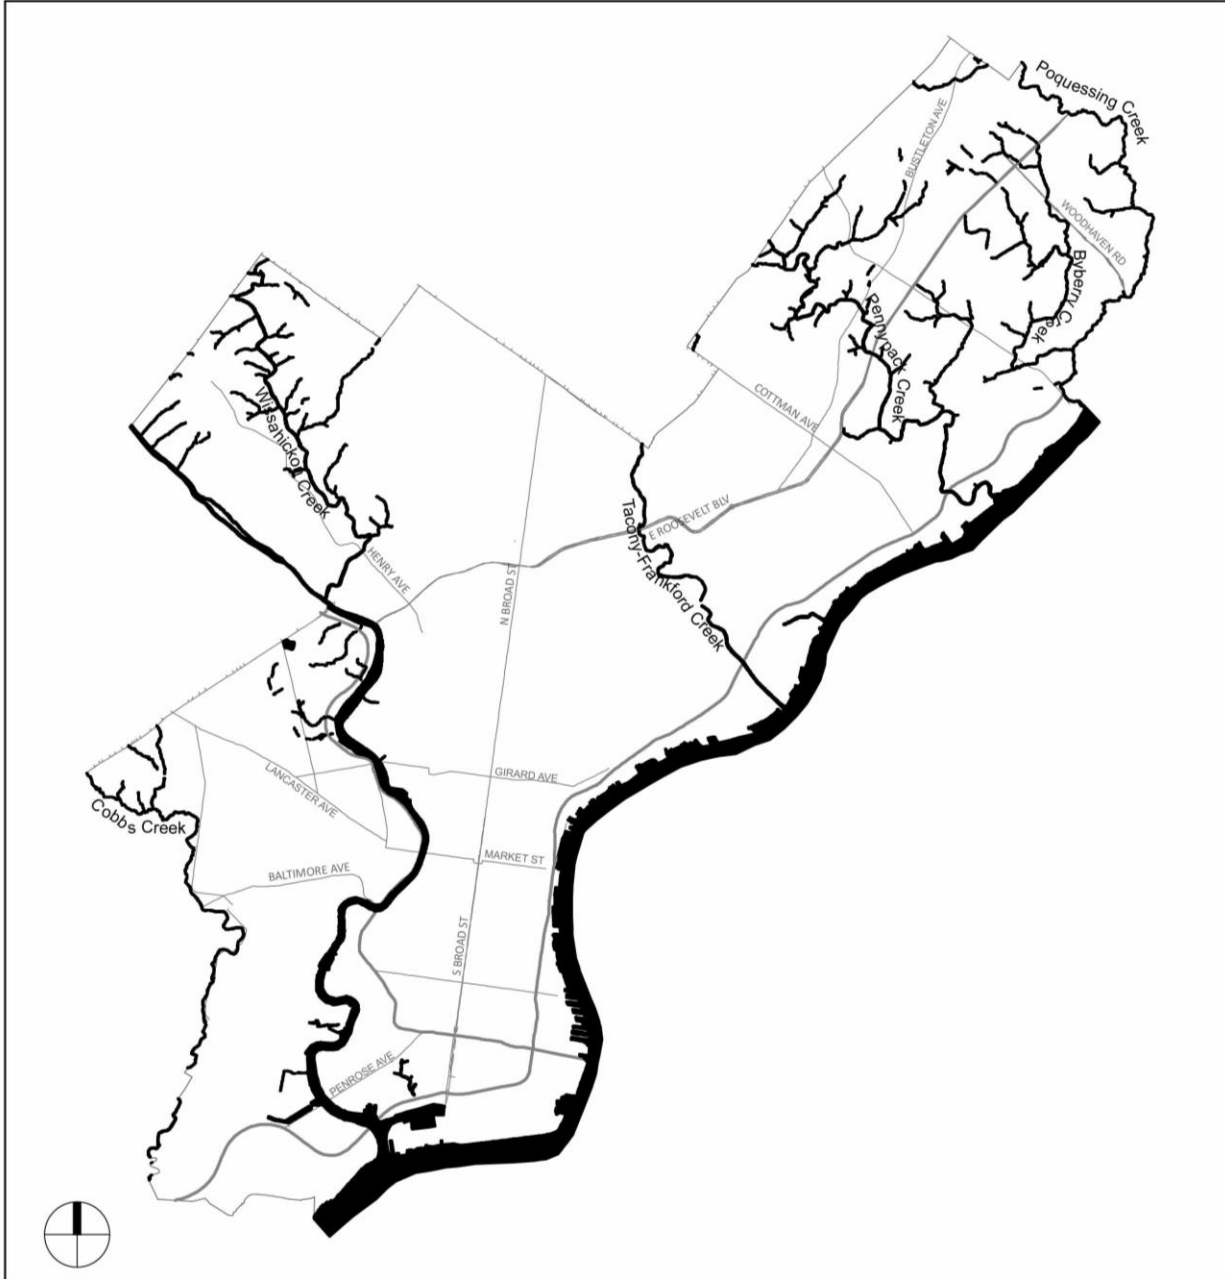 Poquessing Creek
BUSTLETON AVE
WOODHAVEN RD
Byberry Creek
Pennypack Creek
COTTMAN AVE
Wissahickon Creek
Tacony-Frankford Creek
E ROOSEVELT BLV
HENRY AVE
N BROAD ST
LANCASTER AVE
GIRARD AVE
Cobbs Creek
MARKET ST
BALTIMORE AVE
S BROAD ST
PENROSE AVE